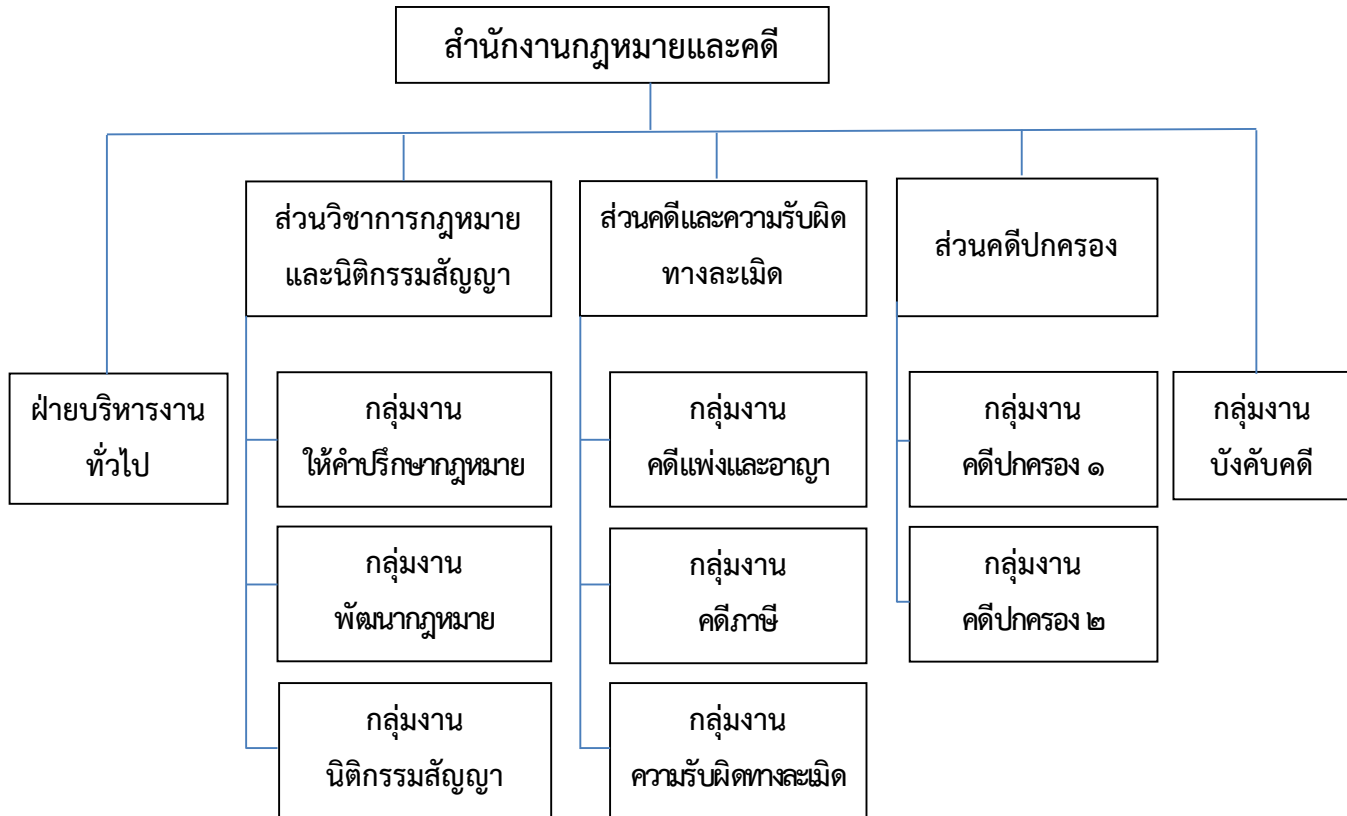 สำนักงานกฎหมายและคดี
ส่วนวิชาการกฎหมาย
และนิติกรรมสัญญา
ส่วนคดีและความรับผิด
ทางละเมิด
ส่วนคดีปกครอง
ฝ่ายบริหารงาน
ทั่วไป
กลุ่มงาน
ให้คำปรึกษากฎหมาย
กลุ่มงาน
คดีแพ่งและอาญา
กลุ่มงาน
คดีปกครอง ๑
กลุ่มงาน
บังคับคดี
กลุ่มงาน
พัฒนากฎหมาย
กลุ่มงาน
คดีภาษี
กลุ่มงาน
คดีปกครอง ๒
กลุ่มงาน
นิติกรรมสัญญา
กลุ่มงาน
ความรับผิดทางละเมิด